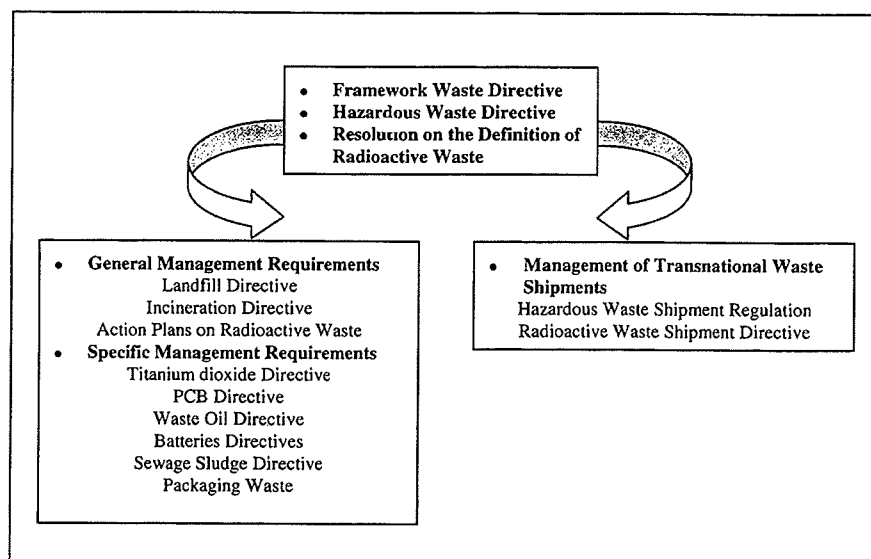 • Framework Waste Directive
• Hazardous Waste Directive
• Resolution on the Definition of
Radioactive Waste
• General Management Requirements
Landfill Directive
Incineration Directive
Action Plans on Radioactive Waste
• Specific Management Requirements
Titanium dioxide Directive
PCB Directive
Waste Oil Directive
Batteries Directives
Sewage Sludge Directive
Packaging Waste
• Management of Transnational Waste
Shipments
Hazardous Waste Shipment Regulation
Radioactive Waste Shipment Directive